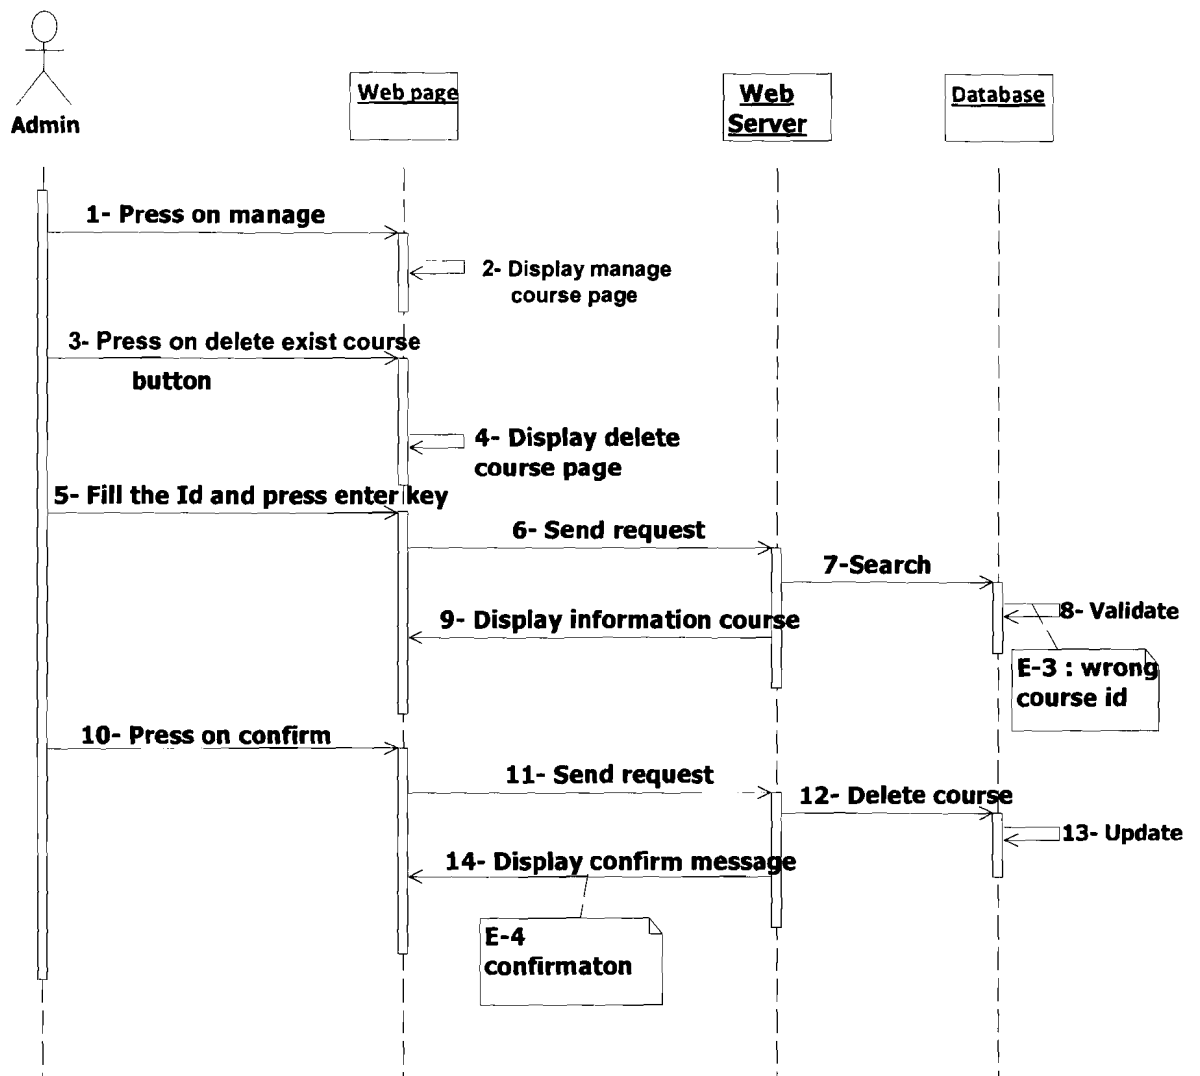 Admin
Web page
Web
Server
Database
1- Press on manage
2- Display manage
course page
3- Press on delete exist course
button
4- Display delete
course page
5- Fill the Id and press enter key
6- Send request
7-Search
8- Validate
9- Display information course
E-3 : wrong
course id
10- Press on confirm
11- Send request
12- Delete course
13- Update
14- Display confirm message
E-4
confirmaton